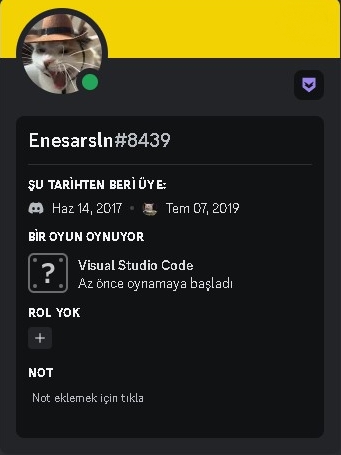 Enesarsln#8439
ŞU TARİHTEN BERİ ÜYE:
Haz 14, 2017 • Tem 07, 2019
BİR OYUN OYNUYOR
?
Visual Studio Code
Az önce oynamaya başladı
ROL YOK
+
NOT
Not eklemek için tıkla